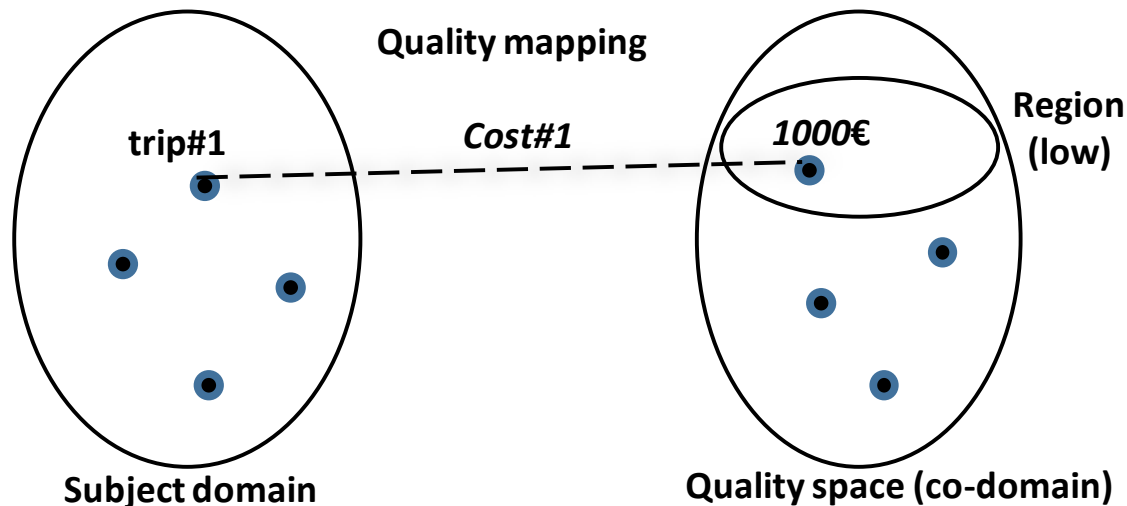 Quality mapping
trip#1
Cost#1
1000€
Region
(low)
Subject domain
Quality space (co-domain)